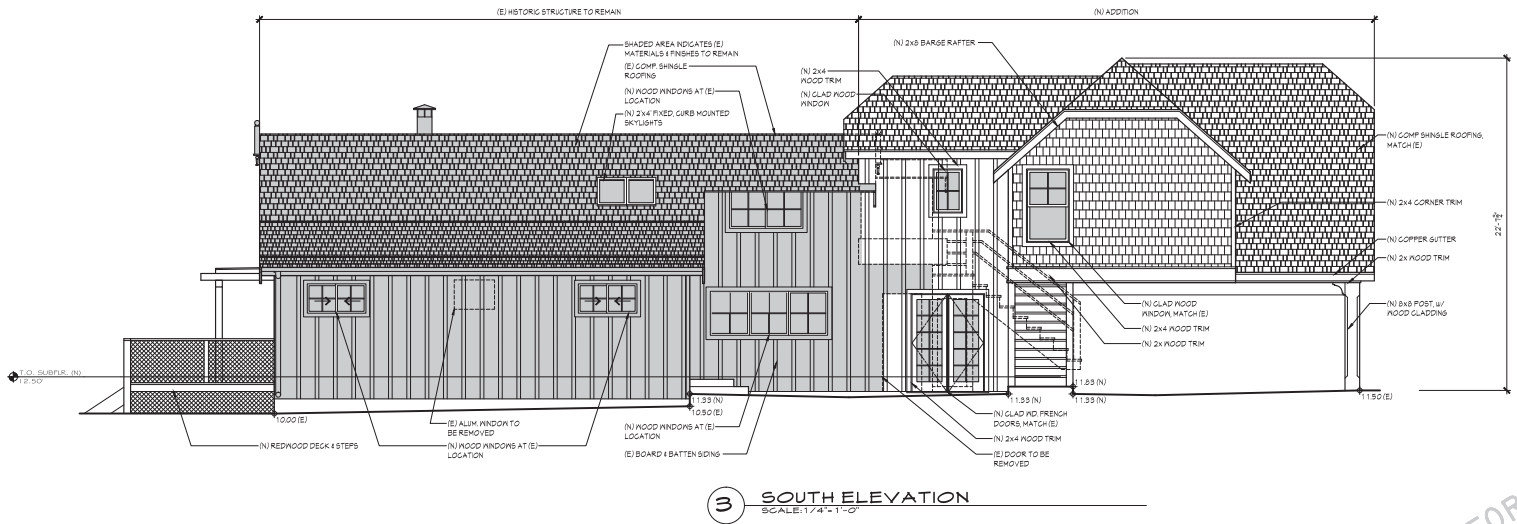 (E) HISTORIC STRUCTURE TO REMAIN
(N) ADDITION
SHADED AREA INDICATES (E)
MATERIALS & FINISHES TO REMAIN
(E) COMP. SHINGLE
ROOFING
(N) WOOD WINDOWS AT (E)
LOCATION
(N) 2'x4' FIXED, CURB MOUNTED
SKYLIGHTS
(N) 2x8 BARGE RAFTER
(N) 2x4
WOOD TRIM
(N) CLAD WOOD
WINDOW
(N) COMP SHINGLE ROOFING,
MATCH (E)
(N) 2x4 CORNER TRIM
(N) COPPER GUTTER
(N) 2x WOOD TRIM
(N) 8x8 POST, W/
WOOD CLADDING
(N) CLAD WOOD
WINDOW, MATCH (E)
(N) 2x4 WOOD TRIM
(N) 2x WOOD TRIM
T.O. SUBFLR. (N)
12.50'
10.00 (E)
11.33 (N)
10.50 (E)
11.33 (N)
11.83 (N)
11.33 (N)
11.50 (E)
(N) REDWOOD DECK & STEPS
(E) ALUM. WINDOW TO
BE REMOVED
(N) WOOD WINDOWS AT (E)
LOCATION
(N) WOOD WINDOWS AT (E)
LOCATION
(E) BOARD & BATTEN SIDING
(N) CLAD WD. FRENCH
DOORS, MATCH (E)
(N) 2x4 WOOD TRIM
(E) DOOR TO BE
REMOVED
3
SOUTH ELEVATION
SCALE: 1/4"= 1'-0"